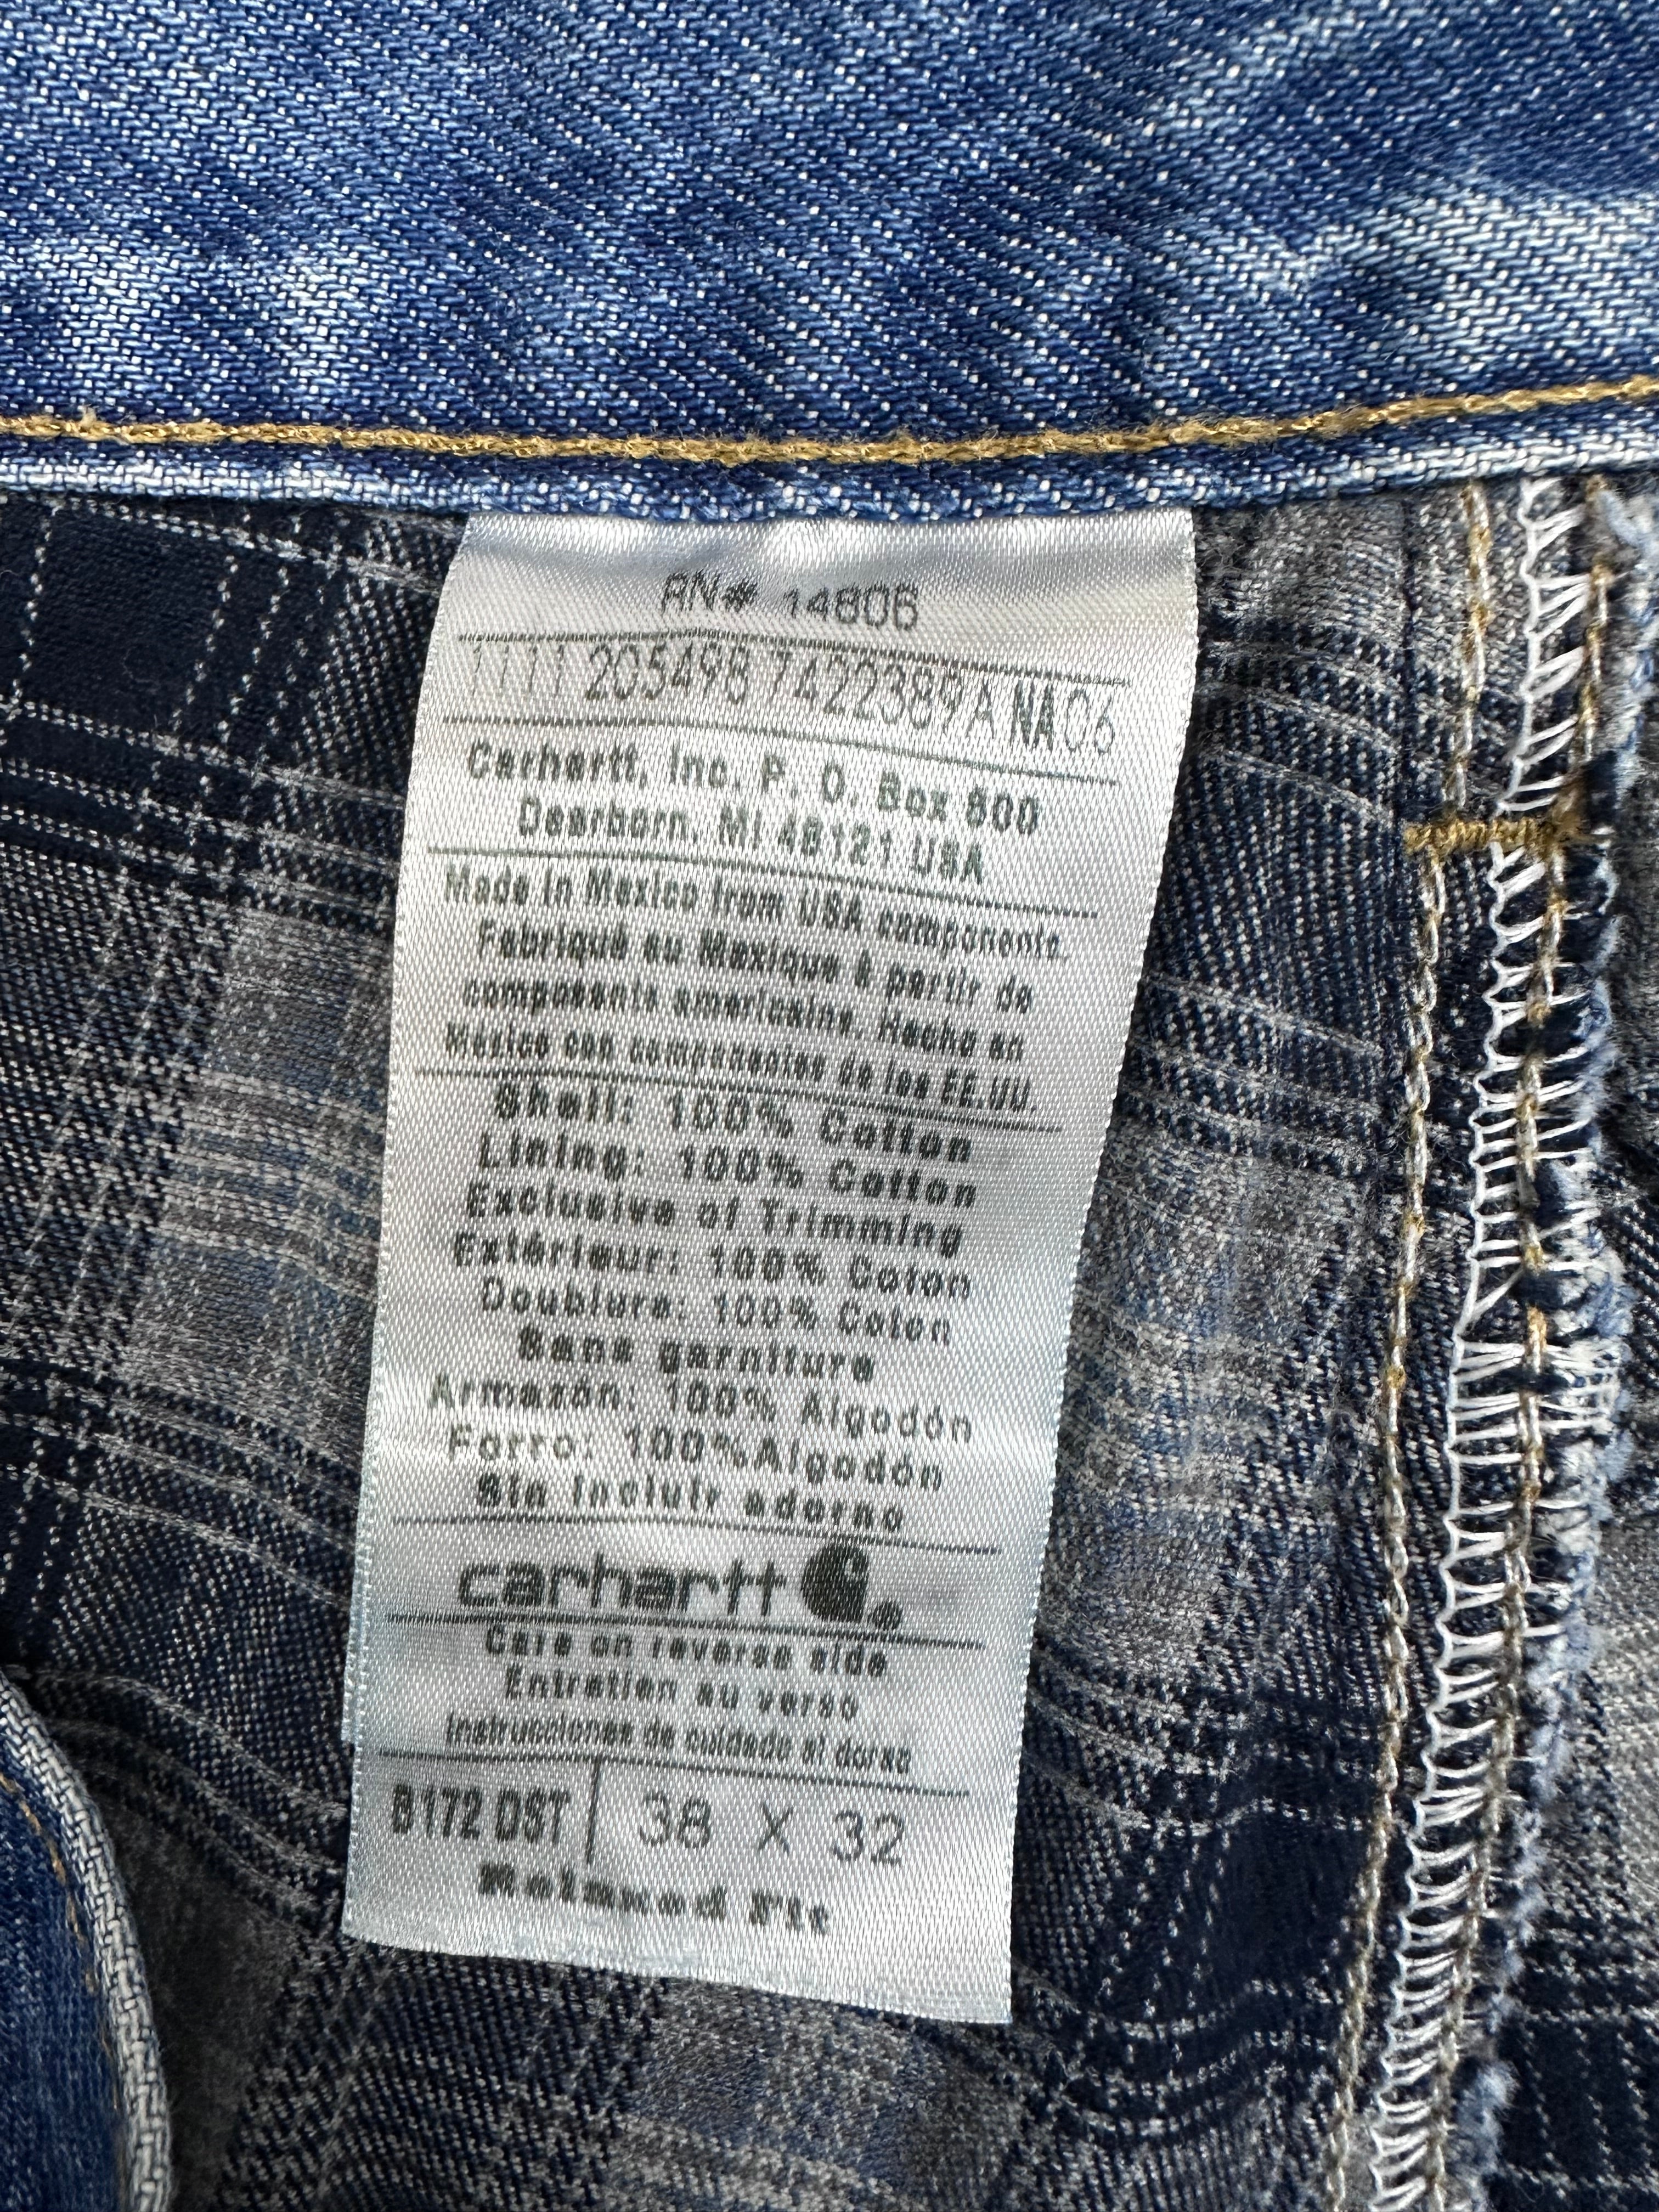 RN# 14806
1111 205498 7422389A NA06
Carhartt, Inc. P. O. Box 600
Dearborn, MI 48121 USA
Made in Mexico from USA components.
Fabriqué au Mexique à partir de
composants américains. Hecho en
Mexico con componentes de los EE.UU.
Shell: 100% Cotton
Lining: 100% Cotton
Exclusive of Trimming
Extérieur: 100% Coton
Doublure: 100% Coton
Sans garniture
Armazón: 100% Algodón
Forro: 100% Algodón
Sin incluir adorno
carhartt ®
Care on reverse side
Entretien au verso
Instrucciones de cuidado al dorso
B172 DST 38 X 32
Relaxed Fit